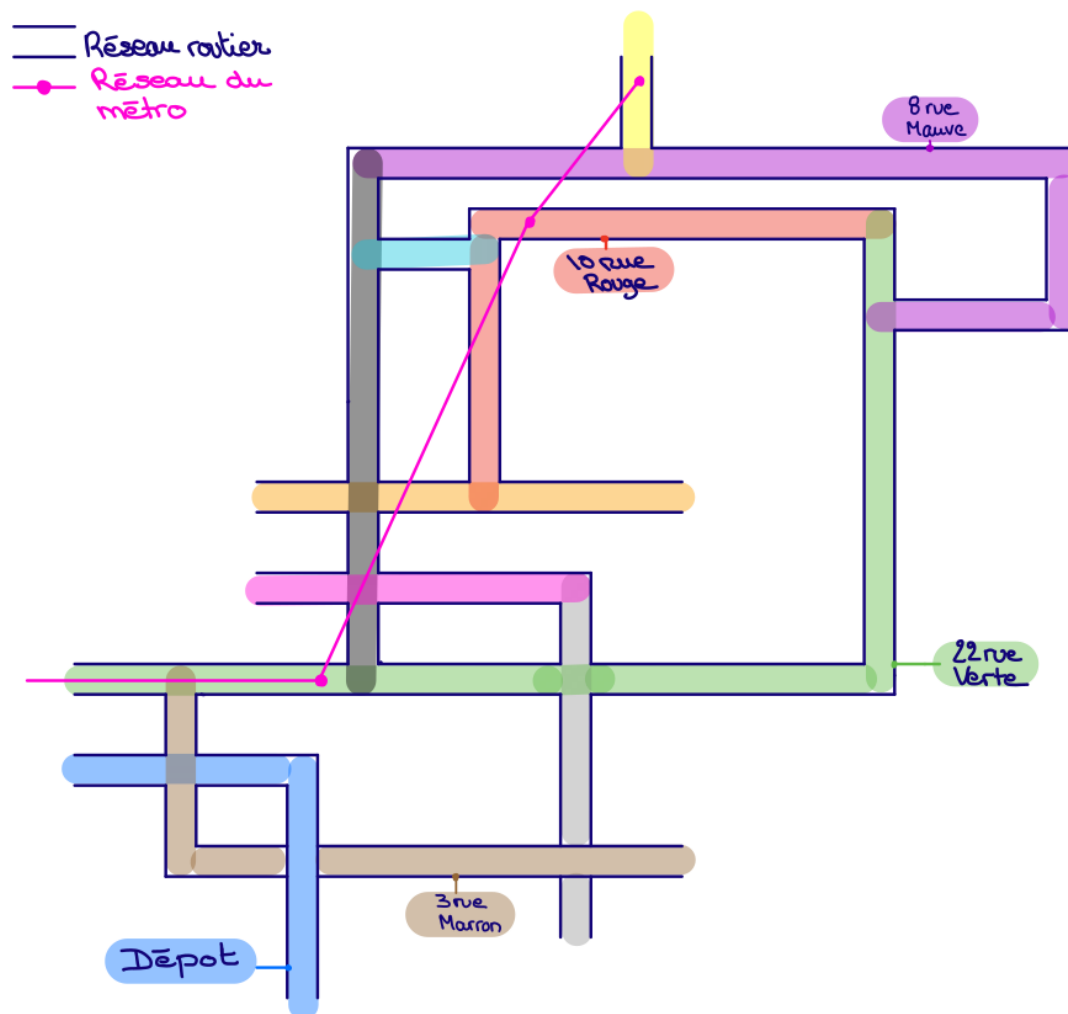 Réseau routier
Réseau du
métro
8 rue
Mauve
10 rue
Rouge
22 rue
Verte
3 rue
Marron
Dépot